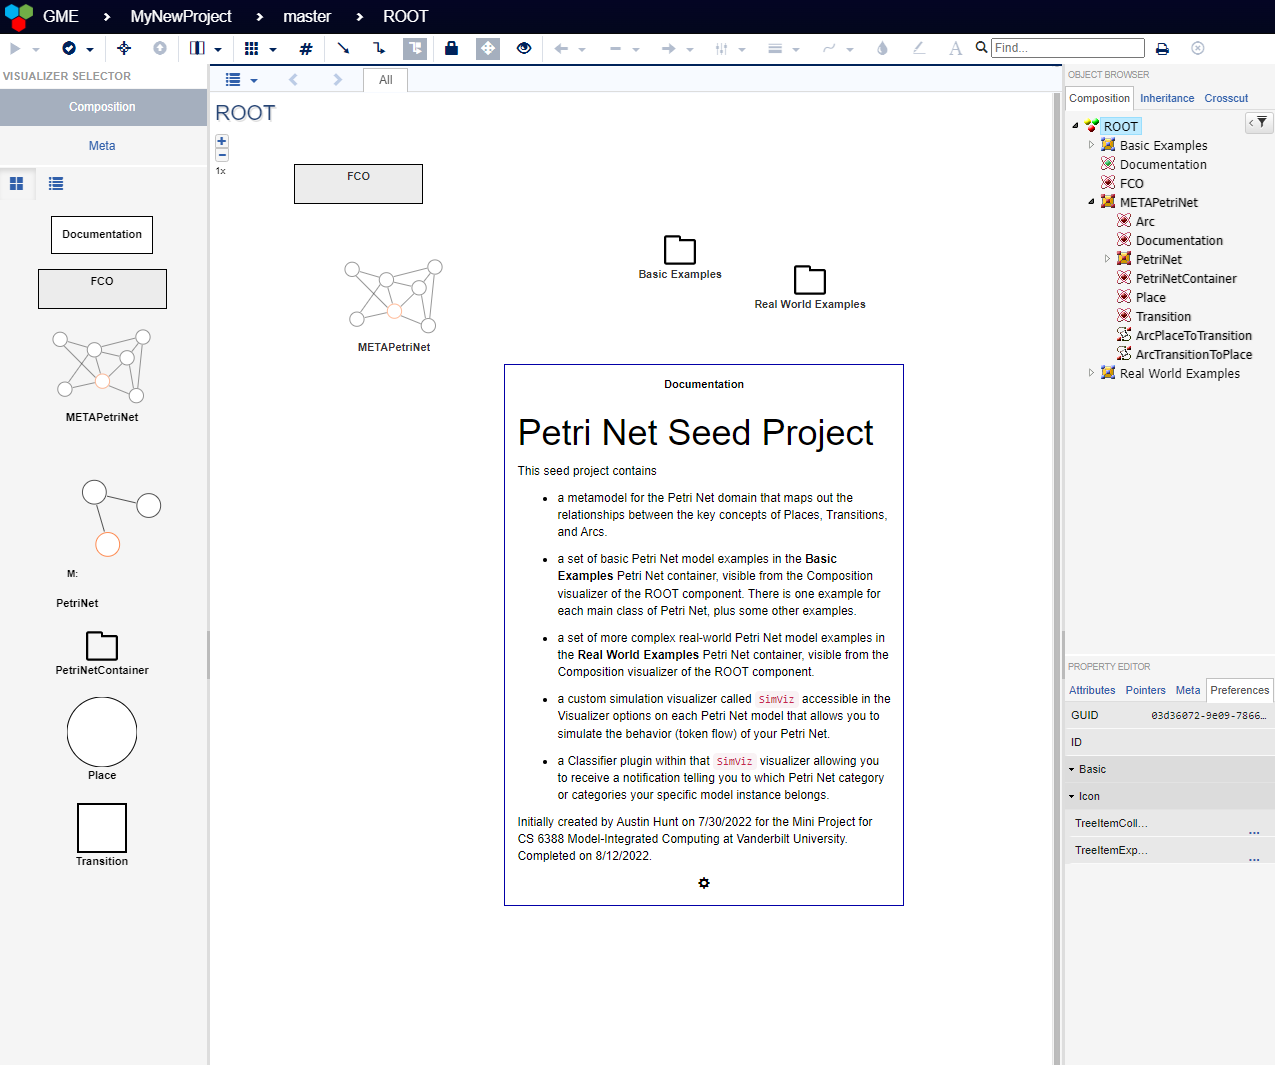 GME › MyNewProject › master › ROOT
Find...
VISUALIZER SELECTOR
Composition
Meta
Documentation
FCO
METAPetriNet
M:
PetriNet
PetriNetContainer
Place
Transition
All
ROOT
1x
FCO
METAPetriNet
Basic Examples
Real World Examples
Documentation
Petri Net Seed Project
This seed project contains
• a metamodel for the Petri Net domain that maps out the
relationships between the key concepts of Places, Transitions,
and Arcs.
• a set of basic Petri Net model examples in the Basic
Examples Petri Net container, visible from the Composition
visualizer of the ROOT component. There is one example for
each main class of Petri Net, plus some other examples.
• a set of more complex real-world Petri Net model examples in
the Real World Examples Petri Net container, visible from the
Composition visualizer of the ROOT component.
• a custom simulation visualizer called SimViz accessible in the
Visualizer options on each Petri Net model that allows you to
simulate the behavior (token flow) of your Petri Net.
• a Classifier plugin within that SimViz visualizer allowing you
to receive a notification telling you to which Petri Net category
or categories your specific model instance belongs.
Initially created by Austin Hunt on 7/30/2022 for the Mini Project for
CS 6388 Model-Integrated Computing at Vanderbilt University.
Completed on 8/12/2022.
OBJECT BROWSER
Composition Inheritance Crosscut
ROOT
Basic Examples
Documentation
FCO
METAPetriNet
Arc
Documentation
PetriNet
PetriNetContainer
Place
Transition
ArcPlaceToTransition
ArcTransitionToPlace
Real World Examples
PROPERTY EDITOR
Attributes Pointers Meta Preferences
GUID 03d36072-9e09-7866...
ID
Basic
Icon
TreeItemColl... ...
TreeItemExp... ...